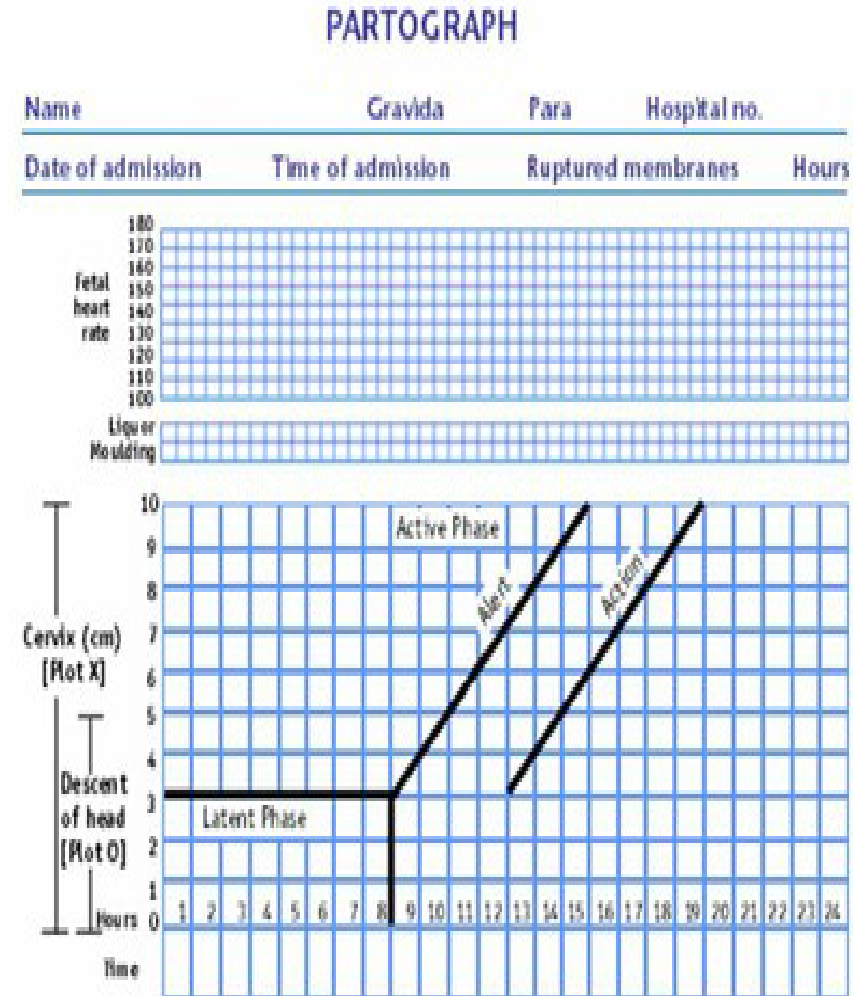 PARTOGRAPH
Name Gravida Para Hospital no.
Date of admission Time of admission Ruptured membranes Hours
180
170
Fetal heart rate 160
150
140
130
120
110
100
Liquor
Moulding
10
Active Phase
9
8
Alert Action
7
Cervix (cm)
[Plot X]
6
5
4
Descent
of head
[Plot O]
3
Latent Phase
2
1
Hours 0 1 2 3 4 5 6 7 8 9 10 11 12 13 14 15 16 17 18 19 20 21 22 23 24
Time